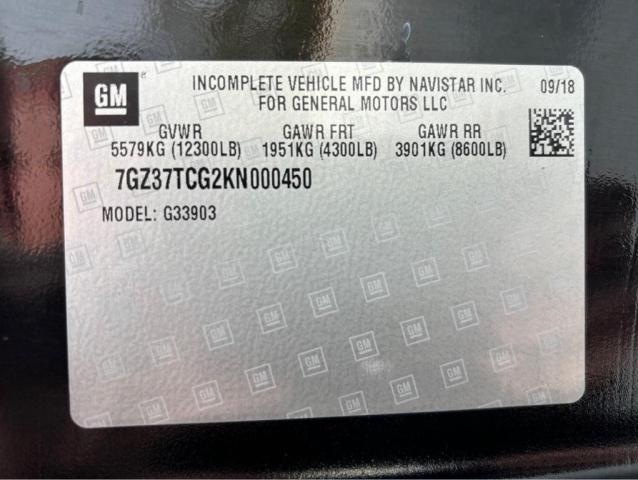 GM
INCOMPLETE VEHICLE MFD BY NAVISTAR INC.
FOR GENERAL MOTORS LLC
09/18
GVWR GAWR FRT GAWR RR
5579KG (12300LB) 1951KG (4300LB) 3901KG (8600LB)
7GZ37TCG2KN000450
MODEL: G33903